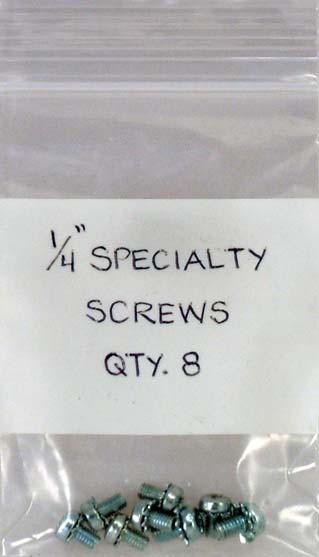 1/4" SPECIALTY
SCREWS
QTY. 8